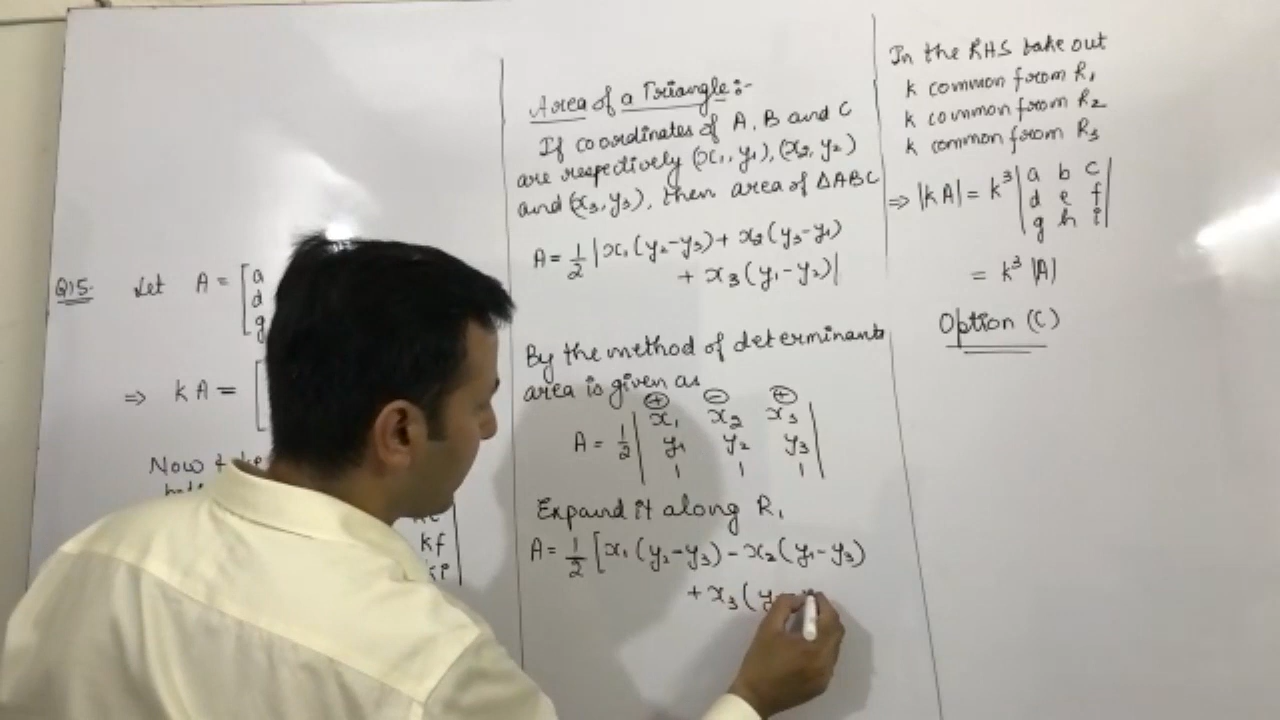 Q15. Let A = [a
d
g
⇒ kA = [
Now
kf
Area of a Triangle :-
If coordinates of A, B and C
are respectively (x₁, y₁), (x₂, y₂)
and (x₃, y₃), then area of ΔABC
A = 1/2 | x₁(y₂-y₃) + x₂(y₃-y₁)
+ x₃(y₁-y₂)|
By the method of determinants
area is given as
⊕ ⊖ ⊕
A = 1/2 | x₁ x₂ x₃ |
y₁ y₂ y₃
1 1 1
Expand it along R₁
A = 1/2 [x₁(y₂-y₃) - x₂(y₁-y₃)
+ x₃(y
In the RHS take out
k common from R₁
k common from R₂
k common from R₃
⇒ |kA| = k³ | a b c |
d e f
g h i
= k³ |A|
Option (C)